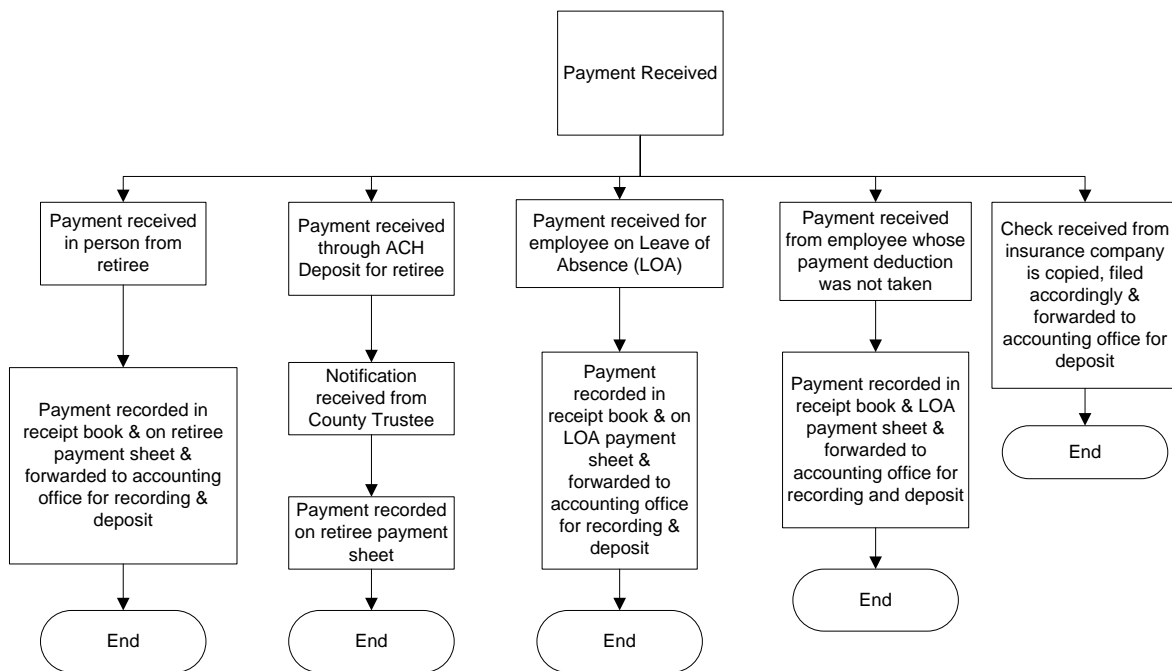 Payment Received
Payment received
in person from
retiree
Payment received
through ACH
Deposit for retiree
Payment received for
employee on Leave of
Absence (LOA)
Payment received
from employee whose
payment deduction
was not taken
Check received from
insurance company
is copied, filed
accordingly &
forwarded to
accounting office for
deposit
Payment recorded in
receipt book & on retiree
payment sheet &
forwarded to accounting
office for recording &
deposit
Notification
received from
County Trustee
Payment recorded
on retiree payment
sheet
Payment
recorded in
receipt book & on
LOA payment
sheet &
forwarded to
accounting office
for recording &
deposit
Payment recorded in
receipt book & LOA
payment sheet &
forwarded to
accounting office for
recording and deposit
End
End
End
End
End